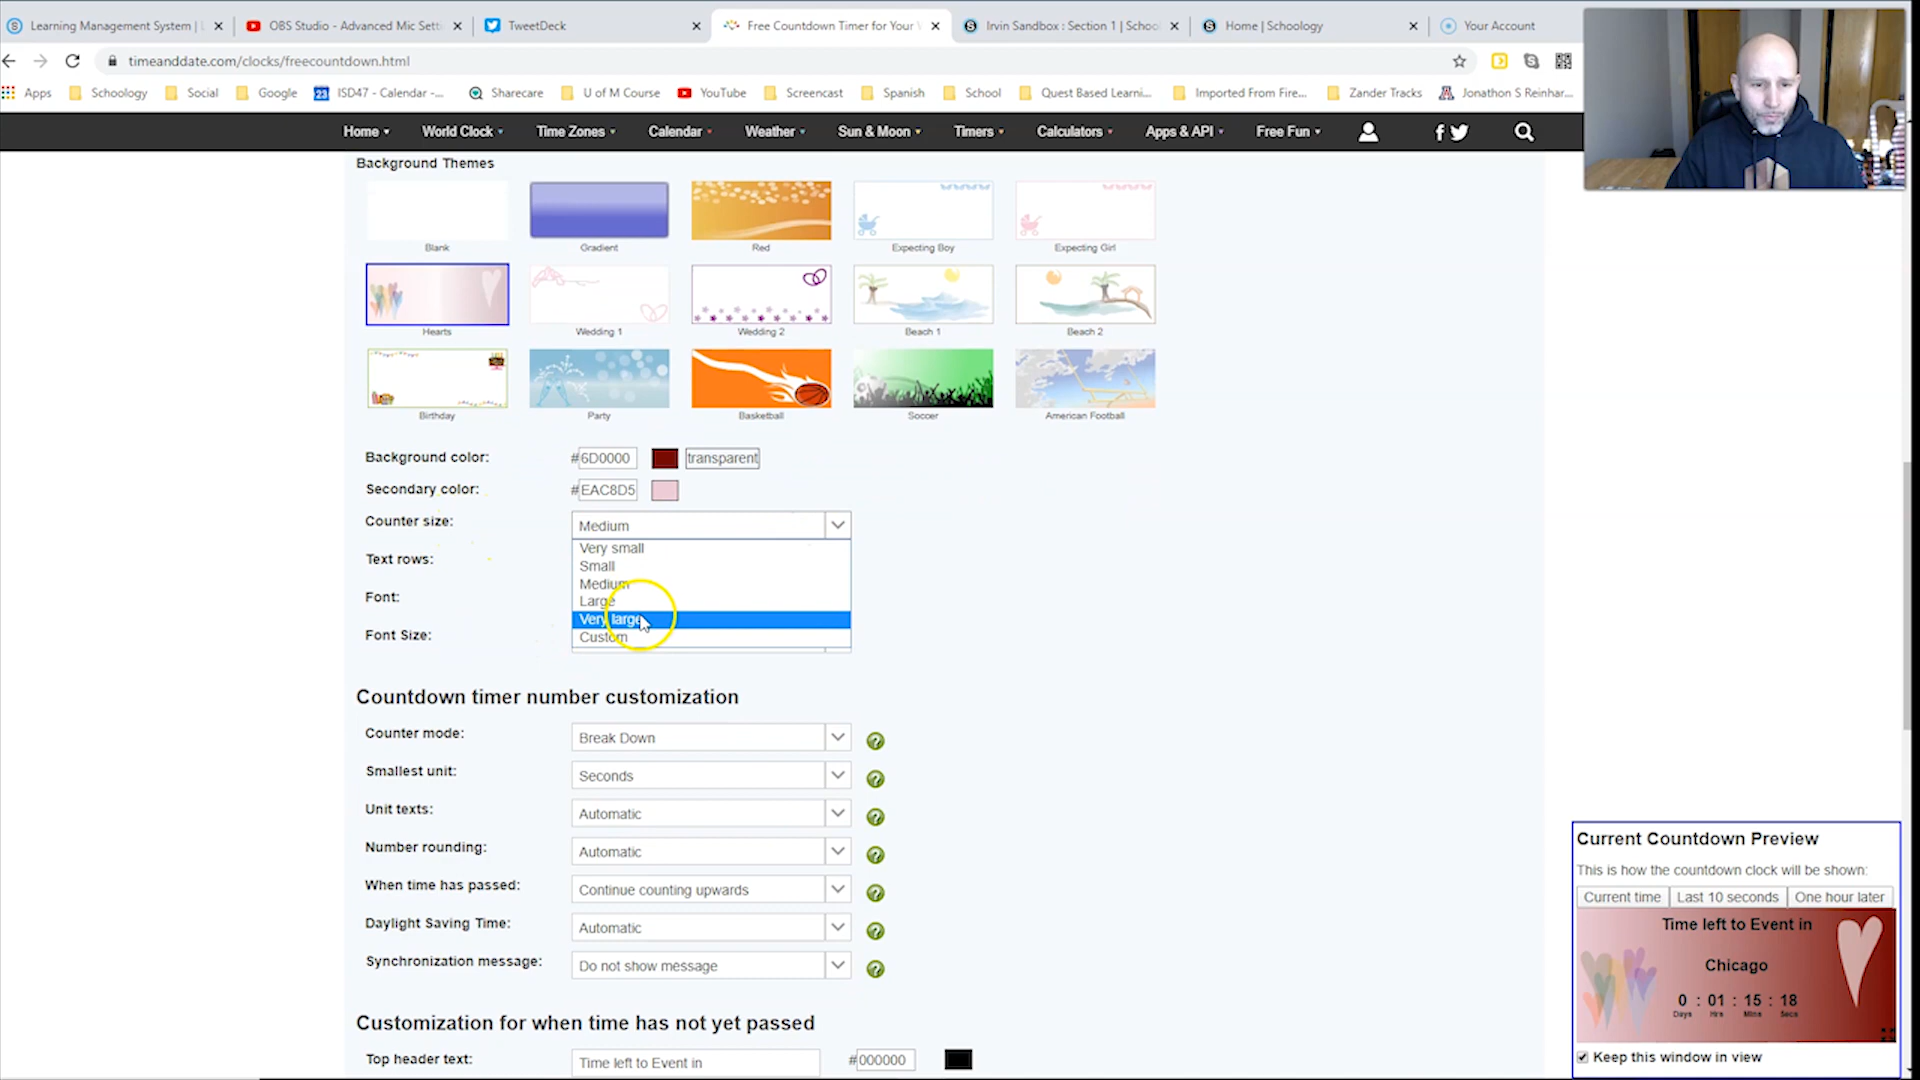 Learning Management System | L
OBS Studio - Advanced Mic Setti
TweetDeck
Free Countdown Timer for Your W
Irvin Sandbox : Section 1 | School
Home | Schoology
Your Account
timeanddate.com/clocks/freecountdown.html
Apps
Schoology
Social
Google
23
ISD47 - Calendar -...
Sharecare
U of M Course
YouTube
Screencast
Spanish
School
Quest Based Learni...
Imported From Fire...
Zander Tracks
Jonathon S Reinhar...
Home
World Clock
Time Zones
Calendar
Weather
Sun & Moon
Timers
Calculators
Apps & API
Free Fun
Background Themes
Blank
Gradient
Red
Expecting Boy
Expecting Girl
Hearts
Wedding 1
Wedding 2
Beach 1
Beach 2
Birthday
Party
Basketball
Soccer
American Football
Background color:
#6D0000
transparent
Secondary color:
#EAC8D5
Counter size:
Medium
Very small
Small
Medium
Large
Very large
Custom
Text rows:
Font:
Font Size:
Countdown timer number customization
Counter mode:
Break Down
Smallest unit:
Seconds
Unit texts:
Automatic
Number rounding:
Automatic
When time has passed:
Continue counting upwards
Daylight Saving Time:
Automatic
Synchronization message:
Do not show message
Customization for when time has not yet passed
Top header text:
Time left to Event in
#000000
Current Countdown Preview
This is how the countdown clock will be shown:
Current time
Last 10 seconds
One hour later
Time left to Event in
Chicago
0 : 01 : 15 : 18
Days Hrs Mins Secs
Keep this window in view